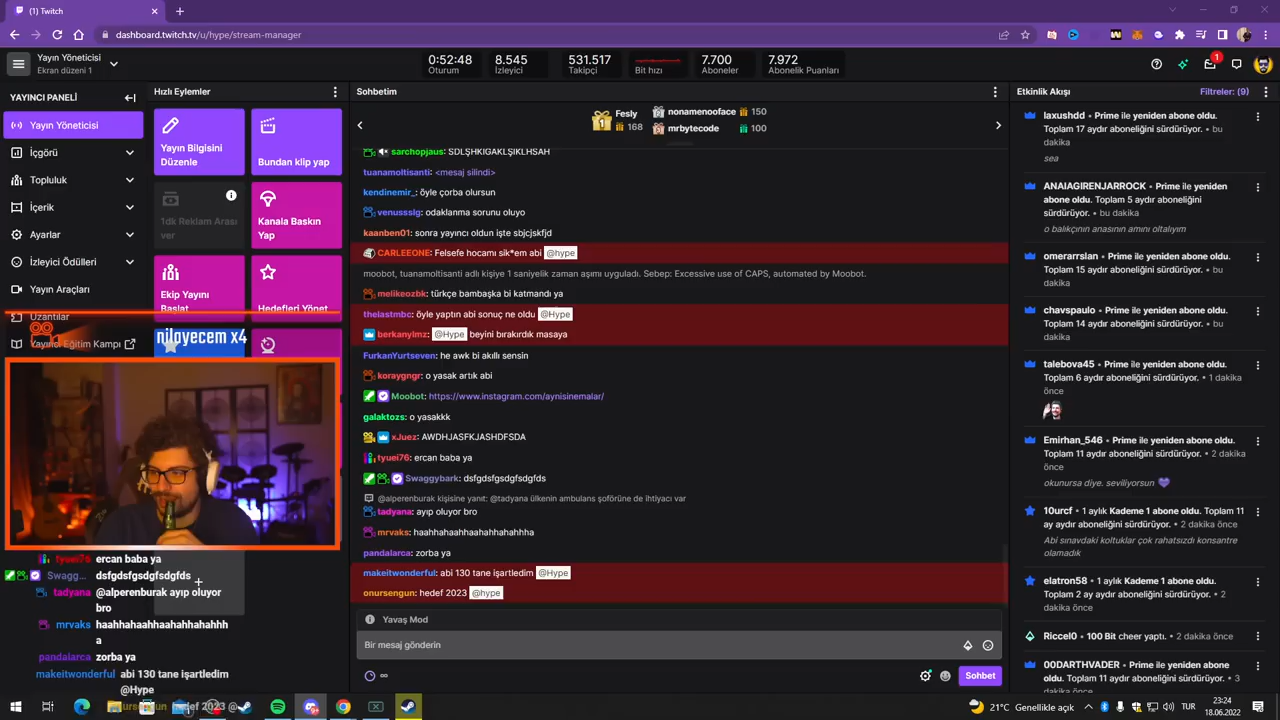 (1) Twitch
dashboard.twitch.tv/u/hype/stream-manager
Yayın Yöneticisi
Ekran düzeni 1
0:52:48
Oturum
8.545
İzleyici
531.517
Takipçi
Bit hızı
7.700
Aboneler
7.972
Abonelik Puanları
1
YAYINCI PANELİ
Yayın Yöneticisi
İçgörü
Topluluk
İçerik
Ayarlar
İzleyici Ödülleri
Yayın Araçları
Uzantılar
Yayıncı Eğitim Kampı
Hızlı Eylemler
Yayın Bilgisini
Düzenle
Bundan klip yap
1dk Reklam Arası
ver
Kanala Baskın
Yap
Ekip Yayını
Başlat
Hedefleri Yönet
nilayecem x4
tyuei76 ercan baba ya
Swagg... dsfgdsfgsdgfsdgfds
tadyana @alperenburak ayıp oluyor
bro
mrvaks haahhahaahhaahahhahahhh
a
pandalarca zorba ya
makeitwonderful abi 130 tane işartledim
@Hype
onursengun hedef 2023 @hype
Sohbetim
Fesly
168
nonamenooface 150
mrbytecode 100
sarchopjaus: SDLŞHKIGAKLŞIKLHSAH
tuanamoltisanti: <mesaj silindi>
kendinemir_: öyle çorba olursun
venusssig: odaklanma sorunu oluyo
kaanben01: sonra yayıncı oldun işte sbjcjskfjd
CARLEEONE: Felsefe hocamı sik*em abi @hype
moobot, tuanamoltisanti adlı kişiye 1 saniyelik zaman aşımı uyguladı. Sebep: Excessive use of CAPS, automated by Moobot.
melikeozbk: türkçe bambaşka bi katmandı ya
thelastmbc: öyle yaptın abi sonuç ne oldu @Hype
berkanylmz: @Hype beyini bırakırdık masaya
FurkanYurtseven: he awk bi akıllı sensin
koraygngr: o yasak artık abi
Moobot: https://www.instagram.com/aynisinemalar/
galaktozs: o yasakkk
xJuez: AWDHJASFKJASHDFSDA
tyuei76: ercan baba ya
Swaggybark: dsfgdsfgsdgfsdgfds
@alperenburak kişisine yanıt: @tadyana ülkenin ambulans şoförüne de İhtiyacı var
tadyana: ayıp oluyor bro
mrvaks: haahhahaahhaahahhahahhha
pandalarca: zorba ya
makeitwonderful: abi 130 tane işartledim @Hype
onursengun: hedef 2023 @hype
Yavaş Mod
Bir mesaj gönderin
∞
Sohbet
Etkinlik Akışı
Filtreler: (9)
laxushdd • Prime ile yeniden abone oldu.
Toplam 17 aydır aboneliğini sürdürüyor. • bu
dakika
sea
ANAIAGIRENJARROCK • Prime ile yeniden
abone oldu. Toplam 5 aydır aboneliğini
sürdürüyor. • bu dakika
o balıkçının anasının amını oltalıyım
omerarrslan • Prime ile yeniden abone oldu.
Toplam 15 aydır aboneliğini sürdürüyor. • bu
dakika
chavspaulo • Prime ile yeniden abone oldu.
Toplam 14 aydır aboneliğini sürdürüyor. • bu
dakika
talebova45 • Prime ile yeniden abone oldu.
Toplam 6 aydır aboneliğini sürdürüyor. • 1 dakika
önce
Emirhan_546 • Prime ile yeniden abone oldu.
Toplam 11 aydır aboneliğini sürdürüyor. • 2 dakika
önce
okunursa diye. seviliyorsun
10urcf • 1 aylık Kademe 1 abone oldu. Toplam 11
ay aydır aboneliğini sürdürüyor. • 2 dakika önce
Abi sınavdaki koltuklar çok rahatsızdı konsantre
olamadık
elatron58 • 1 aylık Kademe 1 abone oldu.
Toplam 2 ay aydır aboneliğini sürdürüyor. • 2
dakika önce
Riccel0 • 100 Bit cheer yaptı. • 2 dakika önce
00DARTHVADER • Prime ile yeniden abone
oldu. Toplam 11 aydır aboneliğini sürdürüyor. • 3
dakika önce
21°C Genellikle açık
TUR
23:24
18.06.2022